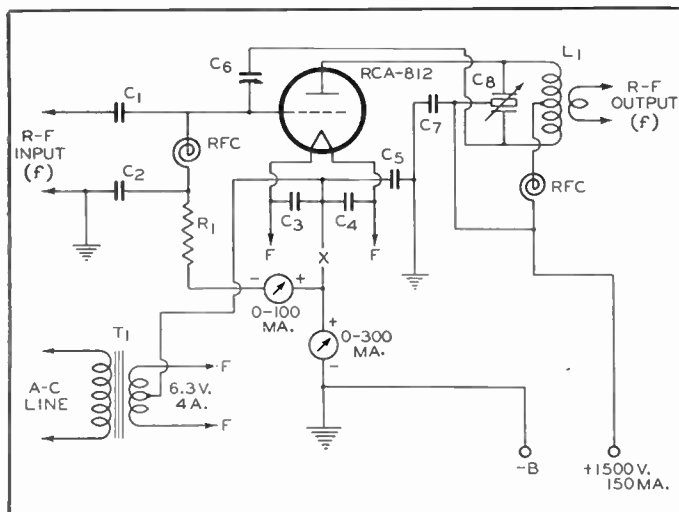 C6
RCA-812
L1
C1
C8
R-F
INPUT
(f)
RFC
C7
R-F
OUTPUT
(f)
C5
C2
C3
C4
RFC
R1
F
X
F
-
+
0-100
MA.
+
0-300
MA.
-
T1
A-C
LINE
6.3 V.
4 A.
F
F
-B
+1500 V.
150 MA.